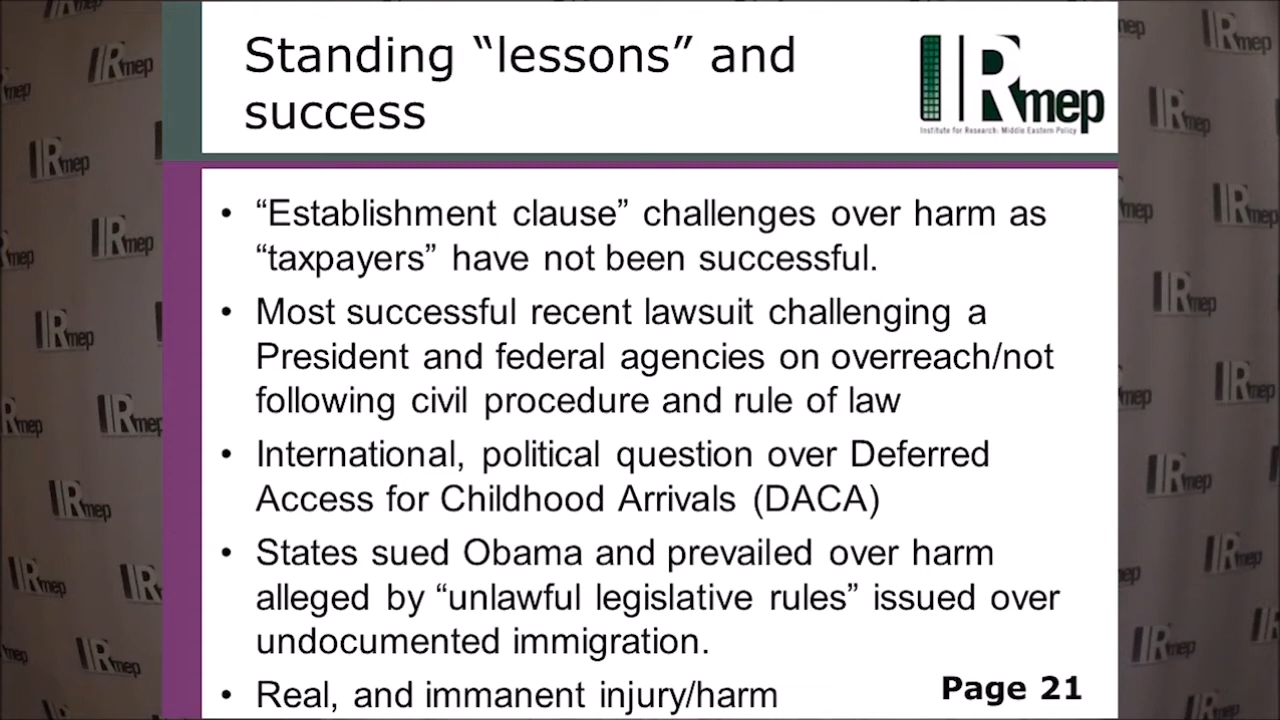 Standing “lessons” and
success
IRmep
Institute for Research: Middle Eastern Policy
• “Establishment clause” challenges over harm as
“taxpayers” have not been successful.
• Most successful recent lawsuit challenging a
President and federal agencies on overreach/not
following civil procedure and rule of law
• International, political question over Deferred
Access for Childhood Arrivals (DACA)
• States sued Obama and prevailed over harm
alleged by “unlawful legislative rules” issued over
undocumented immigration.
• Real, and immanent injury/harm
Page 21